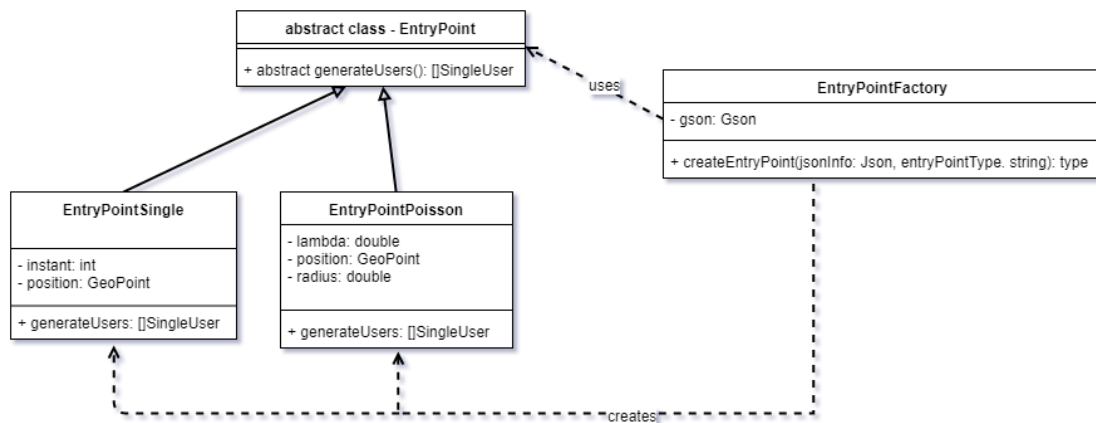 abstract class - EntryPoint
+ abstract generateUsers(): []SingleUser
uses
EntryPointFactory
- gson: Gson
+ createEntryPoint(jsonInfo: Json, entryPointType. string): type
EntryPointSingle
- instant: int
- position: GeoPoint
+ generateUsers: []SingleUser
EntryPointPoisson
- lambda: double
- position: GeoPoint
- radius: double
+ generateUsers: []SingleUser
creates